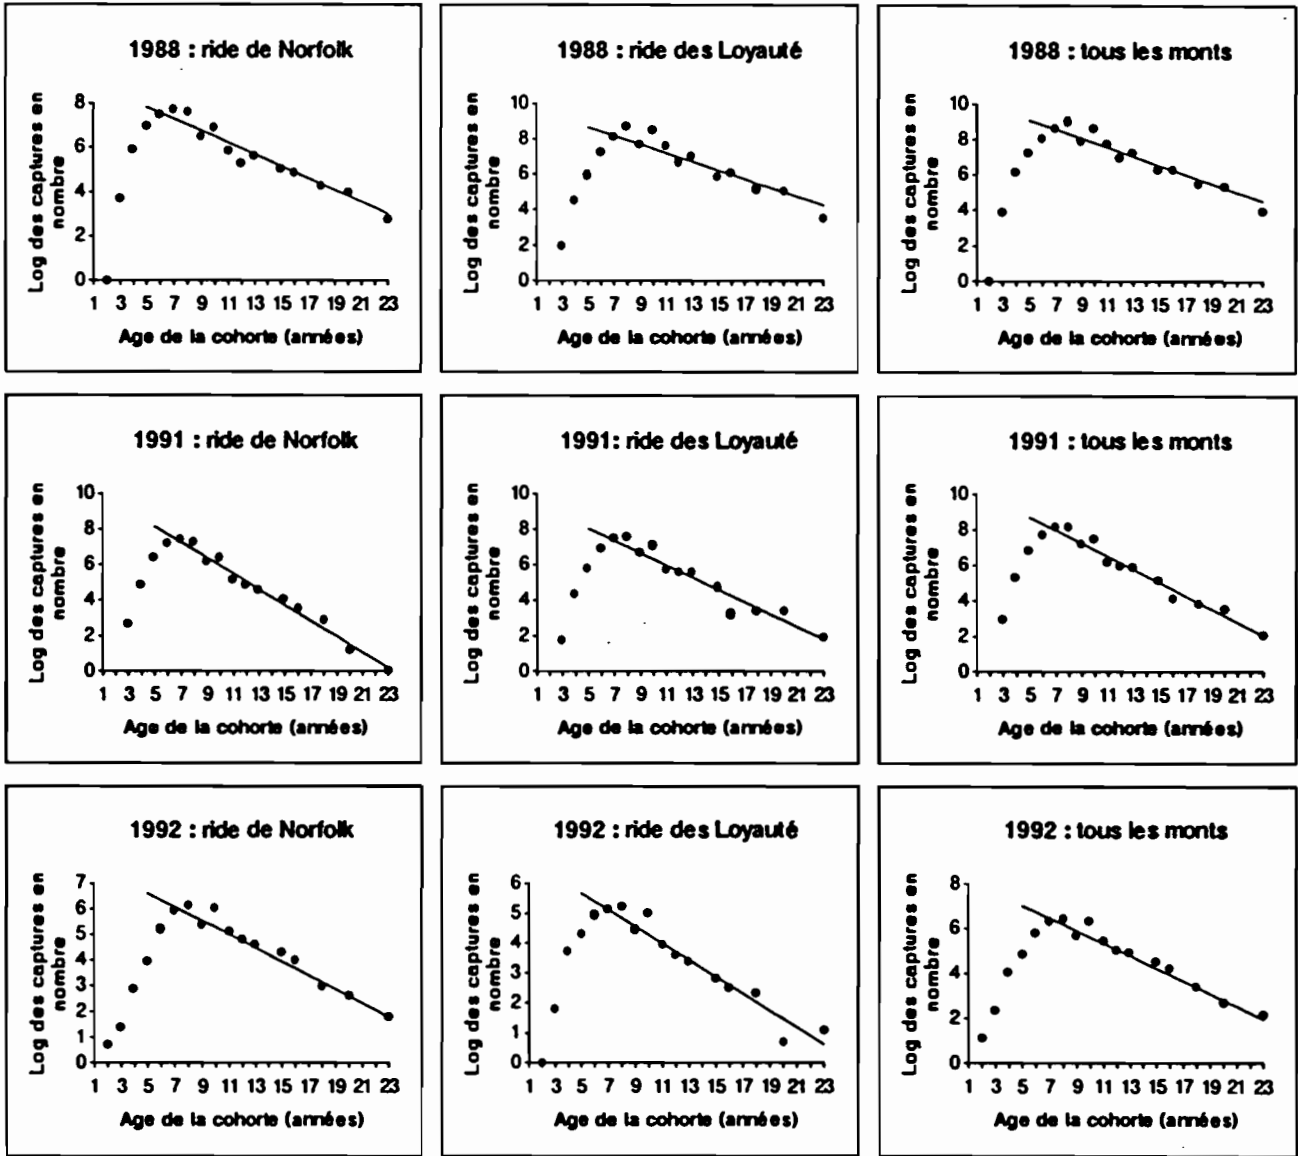 1988 : ride de Norfolk
Log des captures en
nombre
8
6
4
2
0
1 3 5 7 9 11 13 15 17 19 21 23
Age de la cohorte (années)
1988 : ride des Loyauté
Log des captures en
nombre
10
8
6
4
2
0
1 3 5 7 9 11 13 15 17 19 21 23
Age de la cohorte (années)
1988 : tous les monts
Log des captures en
nombre
10
8
6
4
2
0
1 3 5 7 9 11 13 15 17 19 21 23
Age de la cohorte (années)
1991 : ride de Norfolk
Log des captures en
nombre
10
8
6
4
2
0
1 3 5 7 9 11 13 15 17 19 21 23
Age de la cohorte (années)
1991: ride des Loyauté
Log des captures en
nombre
10
8
6
4
2
0
1 3 5 7 9 11 13 15 17 19 21 23
Age de la cohorte (années)
1991 : tous les monts
Log des captures en
nombre
10
8
6
4
2
0
1 3 5 7 9 11 13 15 17 19 21 23
Age de la cohorte (années)
1992 : ride de Norfolk
Log des captures en
nombre
7
6
5
4
3
2
1
0
1 3 5 7 9 11 13 15 17 19 21 23
Age de la cohorte (années)
1992 : ride des Loyauté
Log des captures en
nombre
6
5
4
3
2
1
0
1 3 5 7 9 11 13 15 17 19 21 23
Age de la cohorte (années)
1992 : tous les monts
Log des captures en
nombre
8
6
4
2
0
1 3 5 7 9 11 13 15 17 19 21 23
Age de la cohorte (années)